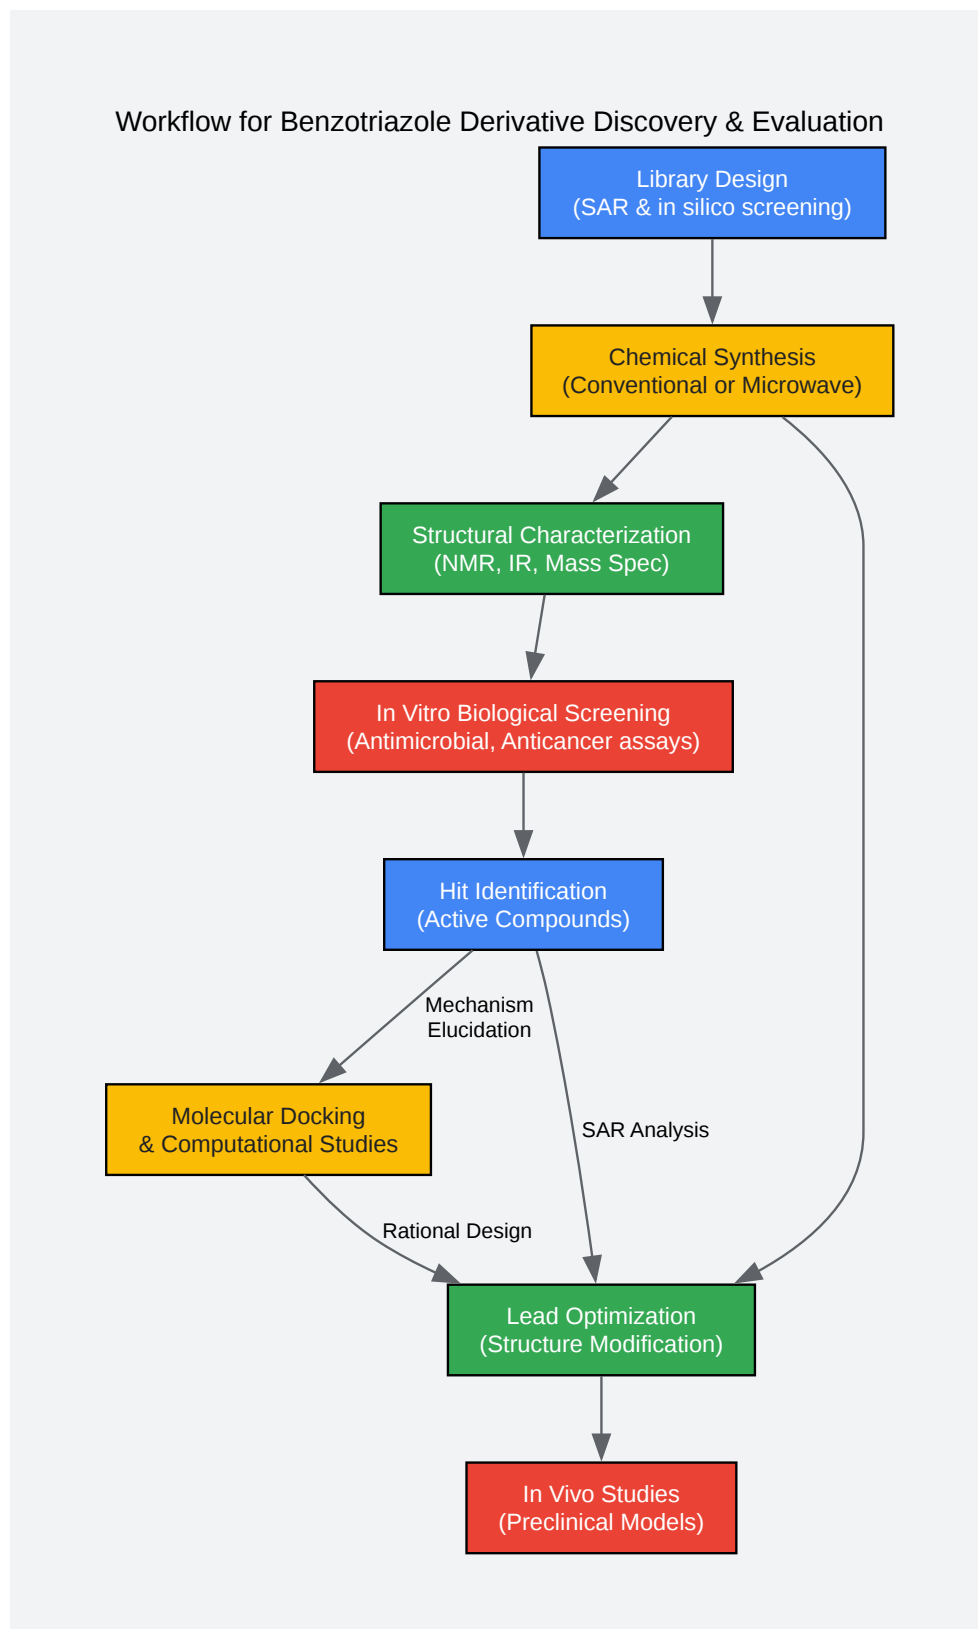 Workflow for Benzotriazole Derivative Discovery & Evaluation
Library Design
(SAR & in silico screening)
Chemical Synthesis
(Conventional or Microwave)
Structural Characterization
(NMR, IR, Mass Spec)
In Vitro Biological Screening
(Antimicrobial, Anticancer assays)
Hit Identification
(Active Compounds)
Mechanism
Elucidation
Molecular Docking
& Computational Studies
SAR Analysis
Rational Design
Lead Optimization
(Structure Modification)
In Vivo Studies
(Preclinical Models)